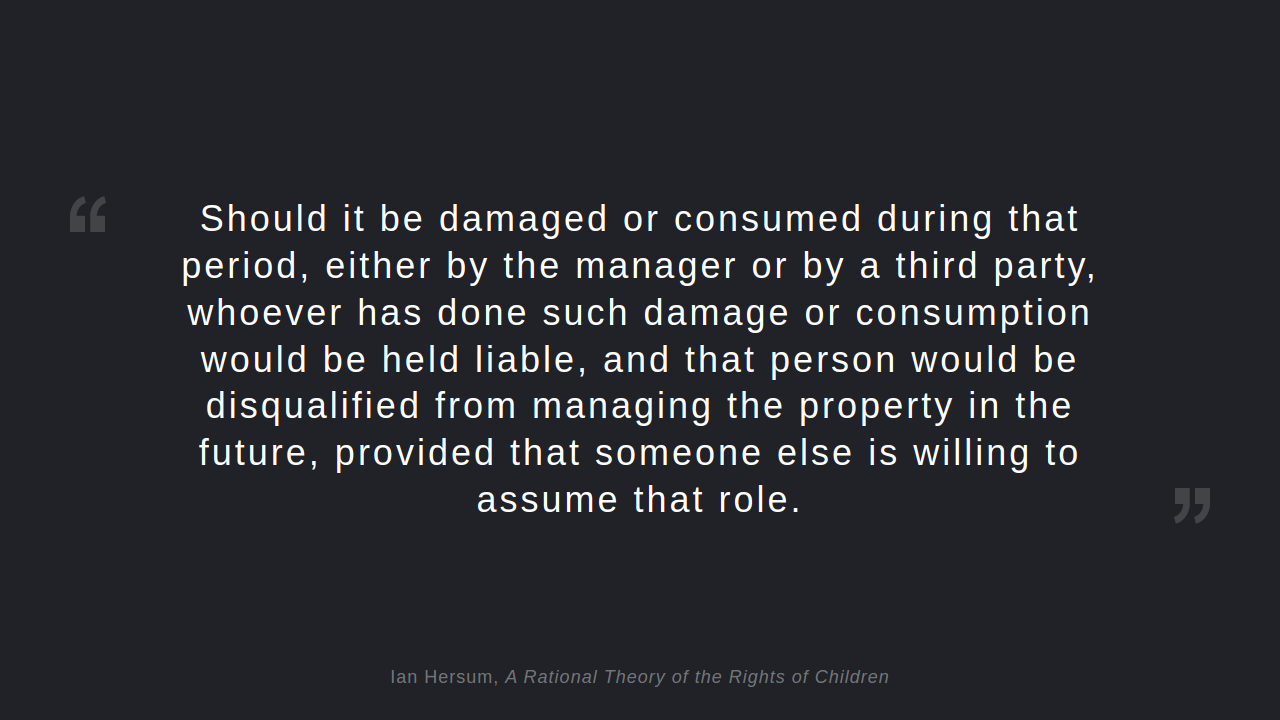 “
Should it be damaged or consumed during that
period, either by the manager or by a third party,
whoever has done such damage or consumption
would be held liable, and that person would be
disqualified from managing the property in the
future, provided that someone else is willing to
assume that role.
”
Ian Hersum, A Rational Theory of the Rights of Children